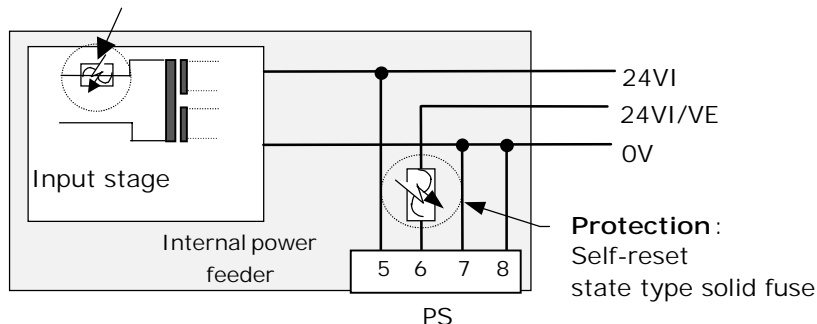 24VI
24VI/VE
0V
Input stage
Protection :
Internal power
feeder
Self-reset
state type solid fuse
5 6 7 8
PS